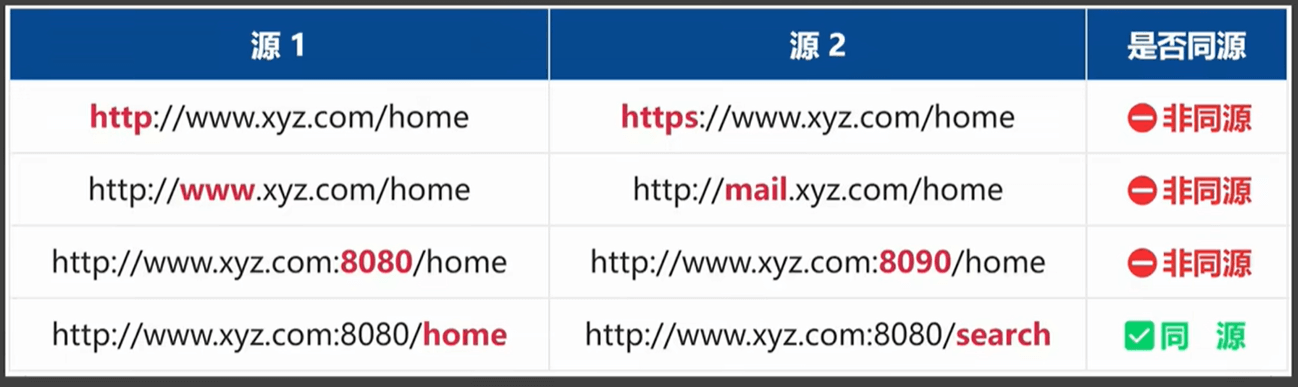 源 1 源 2 是否同源
http://www.xyz.com/home https://www.xyz.com/home 非同源
http://www.xyz.com/home http://mail.xyz.com/home 非同源
http://www.xyz.com:8080/home http://www.xyz.com:8090/home 非同源
http://www.xyz.com:8080/home http://www.xyz.com:8080/search 同 源